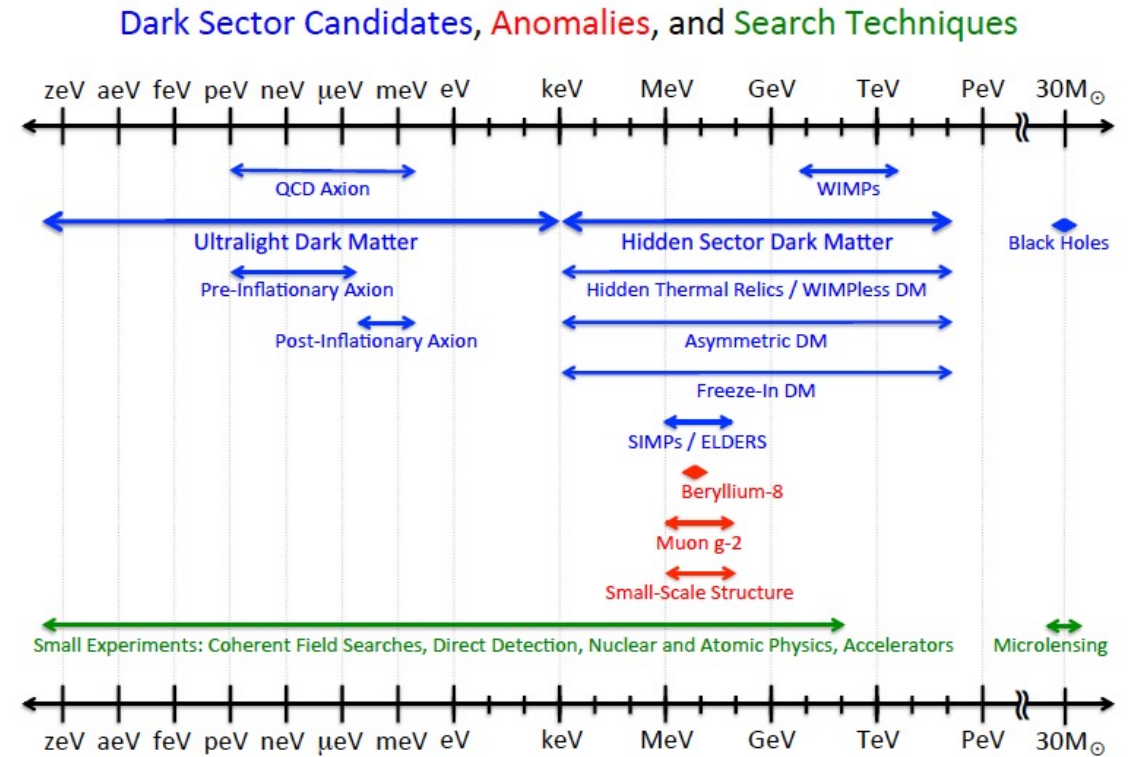 Dark Sector Candidates, Anomalies, and Search Techniques
zeV aeV feV peV neV μeV meV eV keV MeV GeV TeV PeV 30M☉
QCD Axion WIMPs
Ultralight Dark Matter Hidden Sector Dark Matter Black Holes
Pre-Inflationary Axion Hidden Thermal Relics / WIMPless DM
Post-Inflationary Axion Asymmetric DM
Freeze-In DM
SIMPs / ELDERS
Beryllium-8
Muon g-2
Small-Scale Structure
Small Experiments: Coherent Field Searches, Direct Detection, Nuclear and Atomic Physics, Accelerators Microlensing
zeV aeV feV peV neV μeV meV eV keV MeV GeV TeV PeV 30M☉